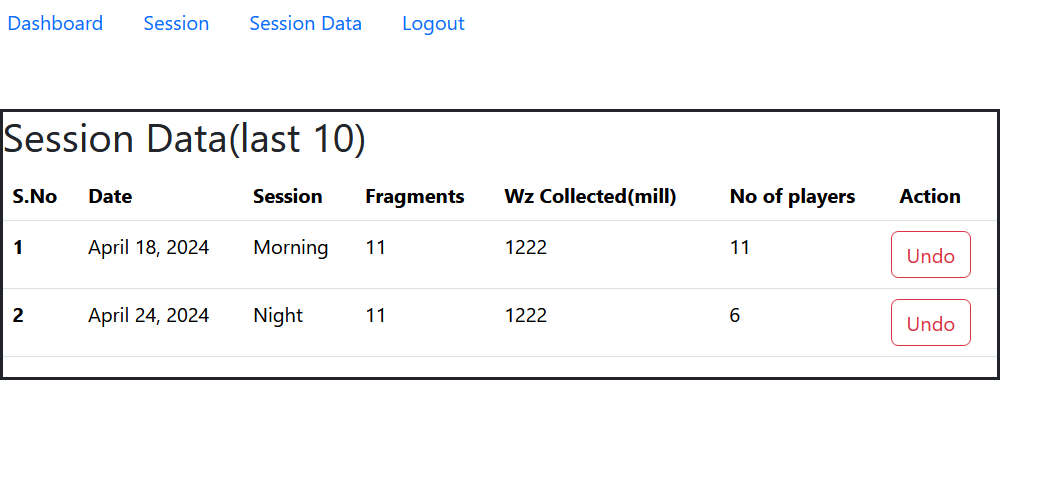 Dashboard Session Session Data Logout
Session Data(last 10)
S.No Date Session Fragments Wz Collected(mill) No of players Action
1 April 18, 2024 Morning 11 1222 11 Undo
2 April 24, 2024 Night 11 1222 6 Undo